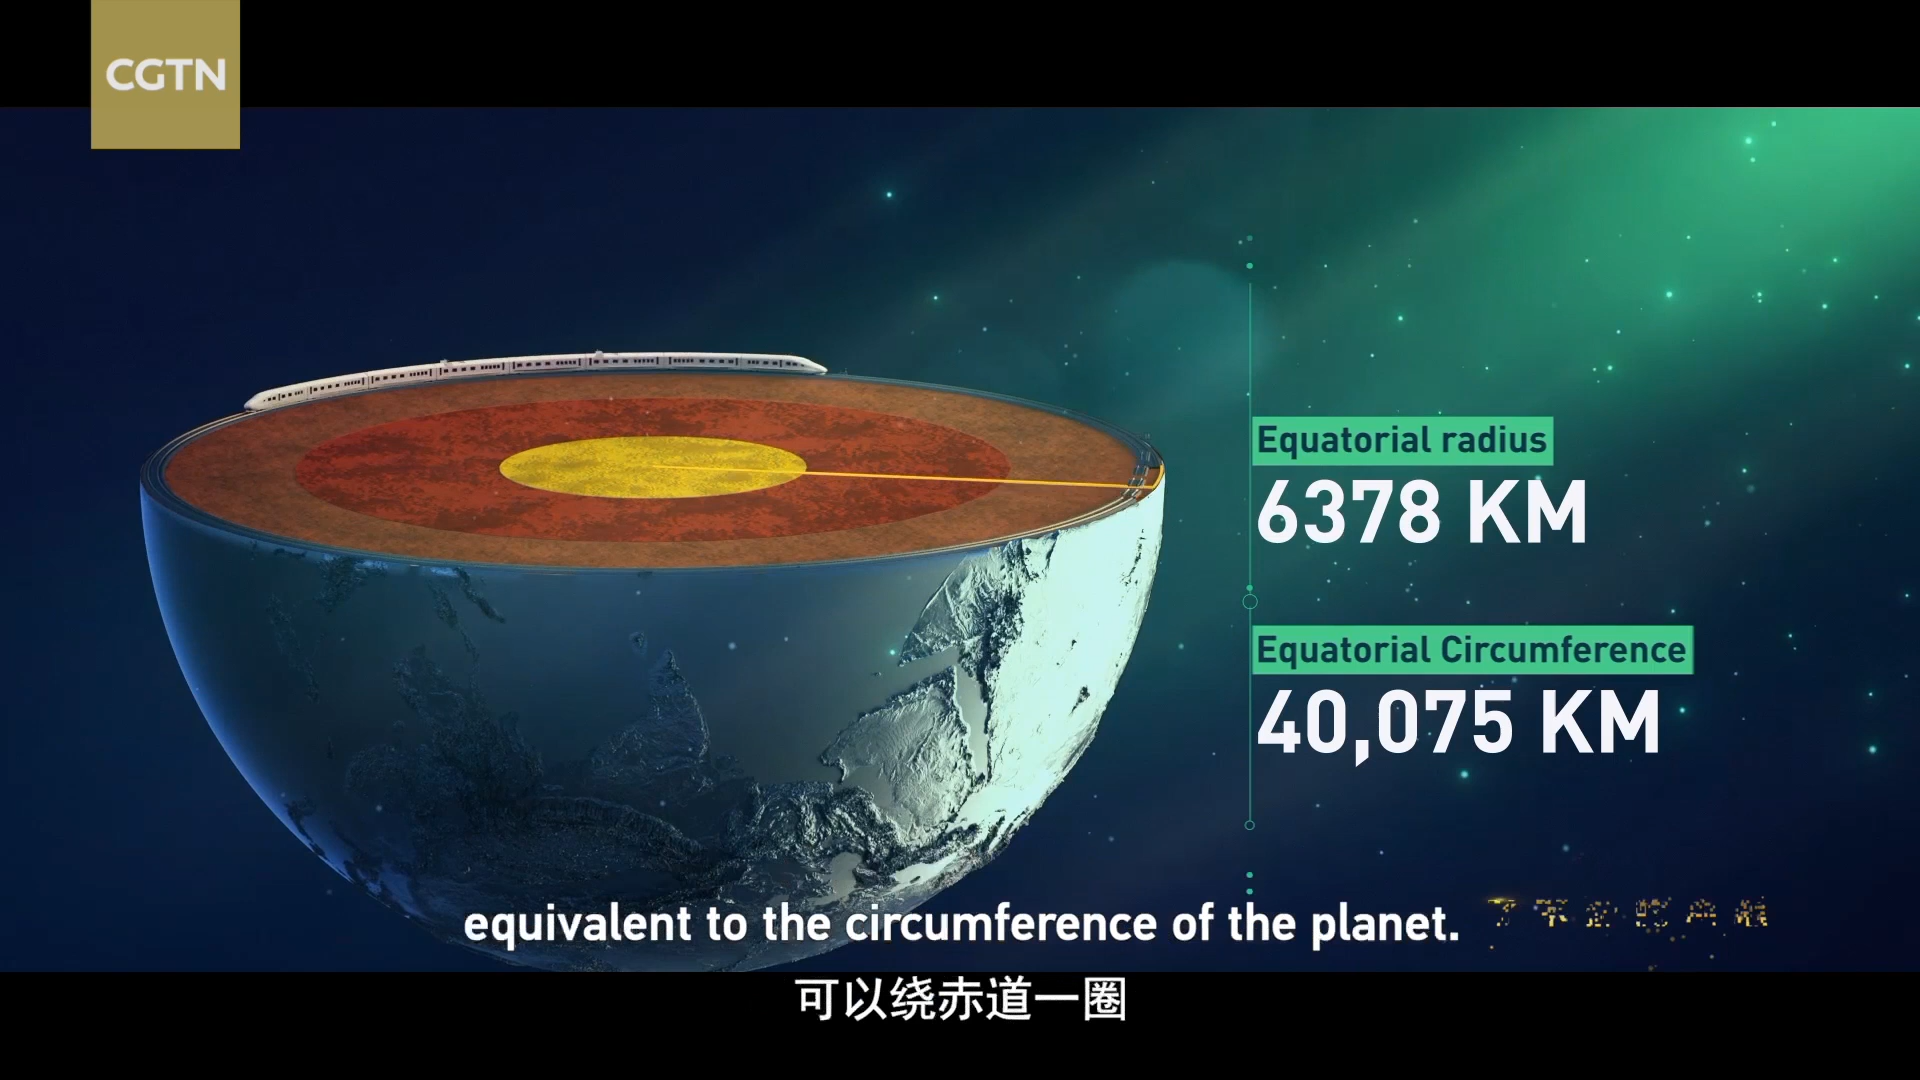 CGTN
Equatorial radius
6378 KM
Equatorial Circumference
40,075 KM
equivalent to the circumference of the planet.
可以绕赤道一圈